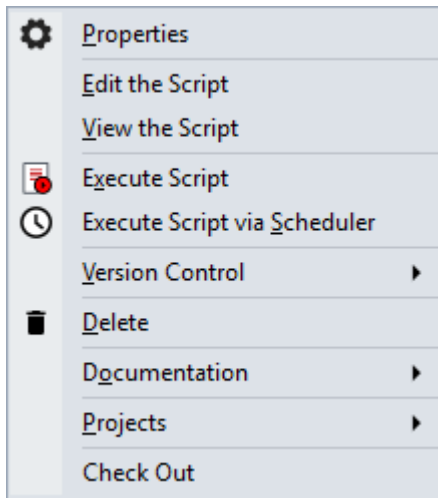 Properties
Edit the Script
View the Script
Execute Script
Execute Script via Scheduler
Version Control
Delete
Documentation
Projects
Check Out